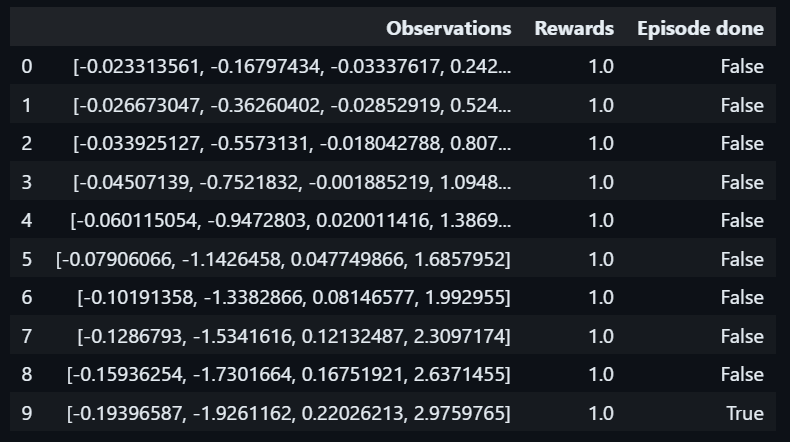 Observations Rewards Episode done
0 [-0.023313561, -0.16797434, -0.03337617, 0.242... 1.0 False
1 [-0.026673047, -0.36260402, -0.02852919, 0.524... 1.0 False
2 [-0.033925127, -0.5573131, -0.018042788, 0.807... 1.0 False
3 [-0.04507139, -0.7521832, -0.001885219, 1.0948... 1.0 False
4 [-0.060115054, -0.9472803, 0.020011416, 1.3869... 1.0 False
5 [-0.07906066, -1.1426458, 0.047749866, 1.6857952] 1.0 False
6 [-0.10191358, -1.3382866, 0.08146577, 1.992955] 1.0 False
7 [-0.1286793, -1.5341616, 0.12132487, 2.3097174] 1.0 False
8 [-0.15936254, -1.7301664, 0.16751921, 2.6371455] 1.0 False
9 [-0.19396587, -1.9261162, 0.22026213, 2.9759765] 1.0 True